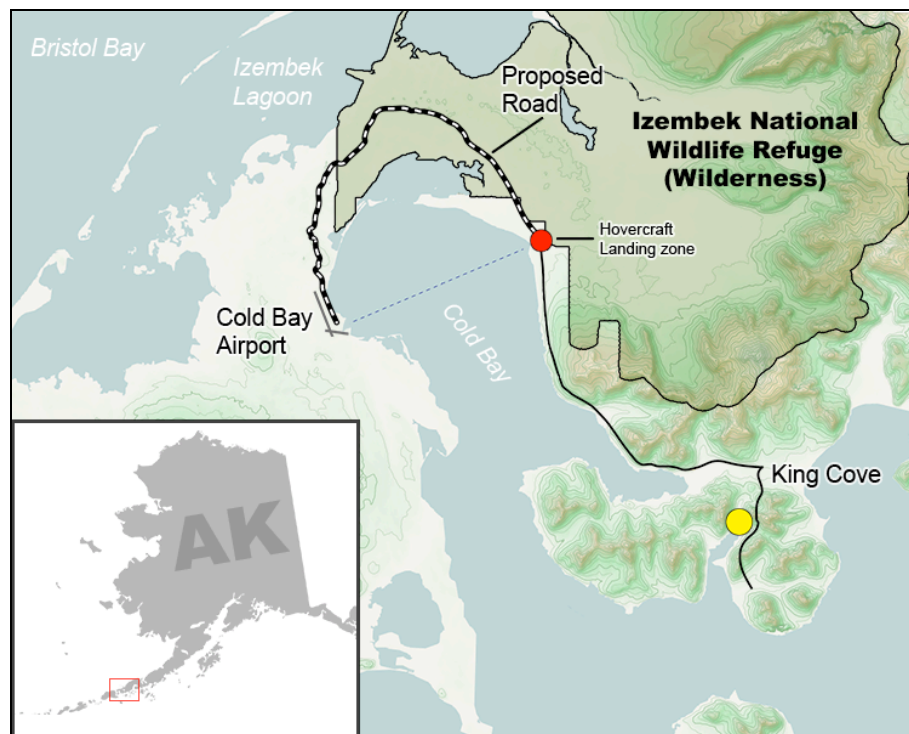 Bristol Bay
Izembek
Lagoon
Proposed
Road
Izembek National
Wildlife Refuge
(Wilderness)
Hovercraft
Landing zone
Cold Bay
Airport
Cold Bay
King Cove
AK